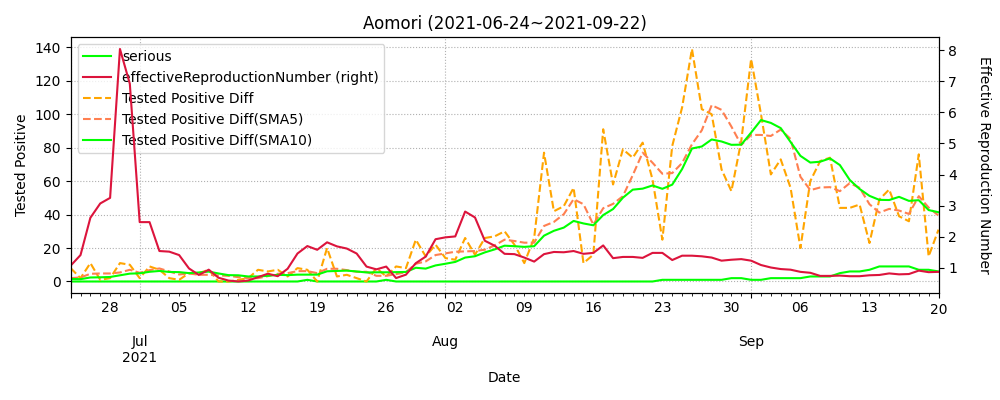 Aomori (2021-06-24~2021-09-22)
serious
effectiveReproductionNumber (right)
Tested Positive Diff
Tested Positive Diff(SMA5)
Tested Positive Diff(SMA10)
Tested Positive
140
120
100
80
60
40
20
0
8
7
6
5
4
3
2
1
Effective Reproduction Number
28 05 12 19 26 02 09 16 23 30 06 13 20
Jul Aug Sep
2021
Date